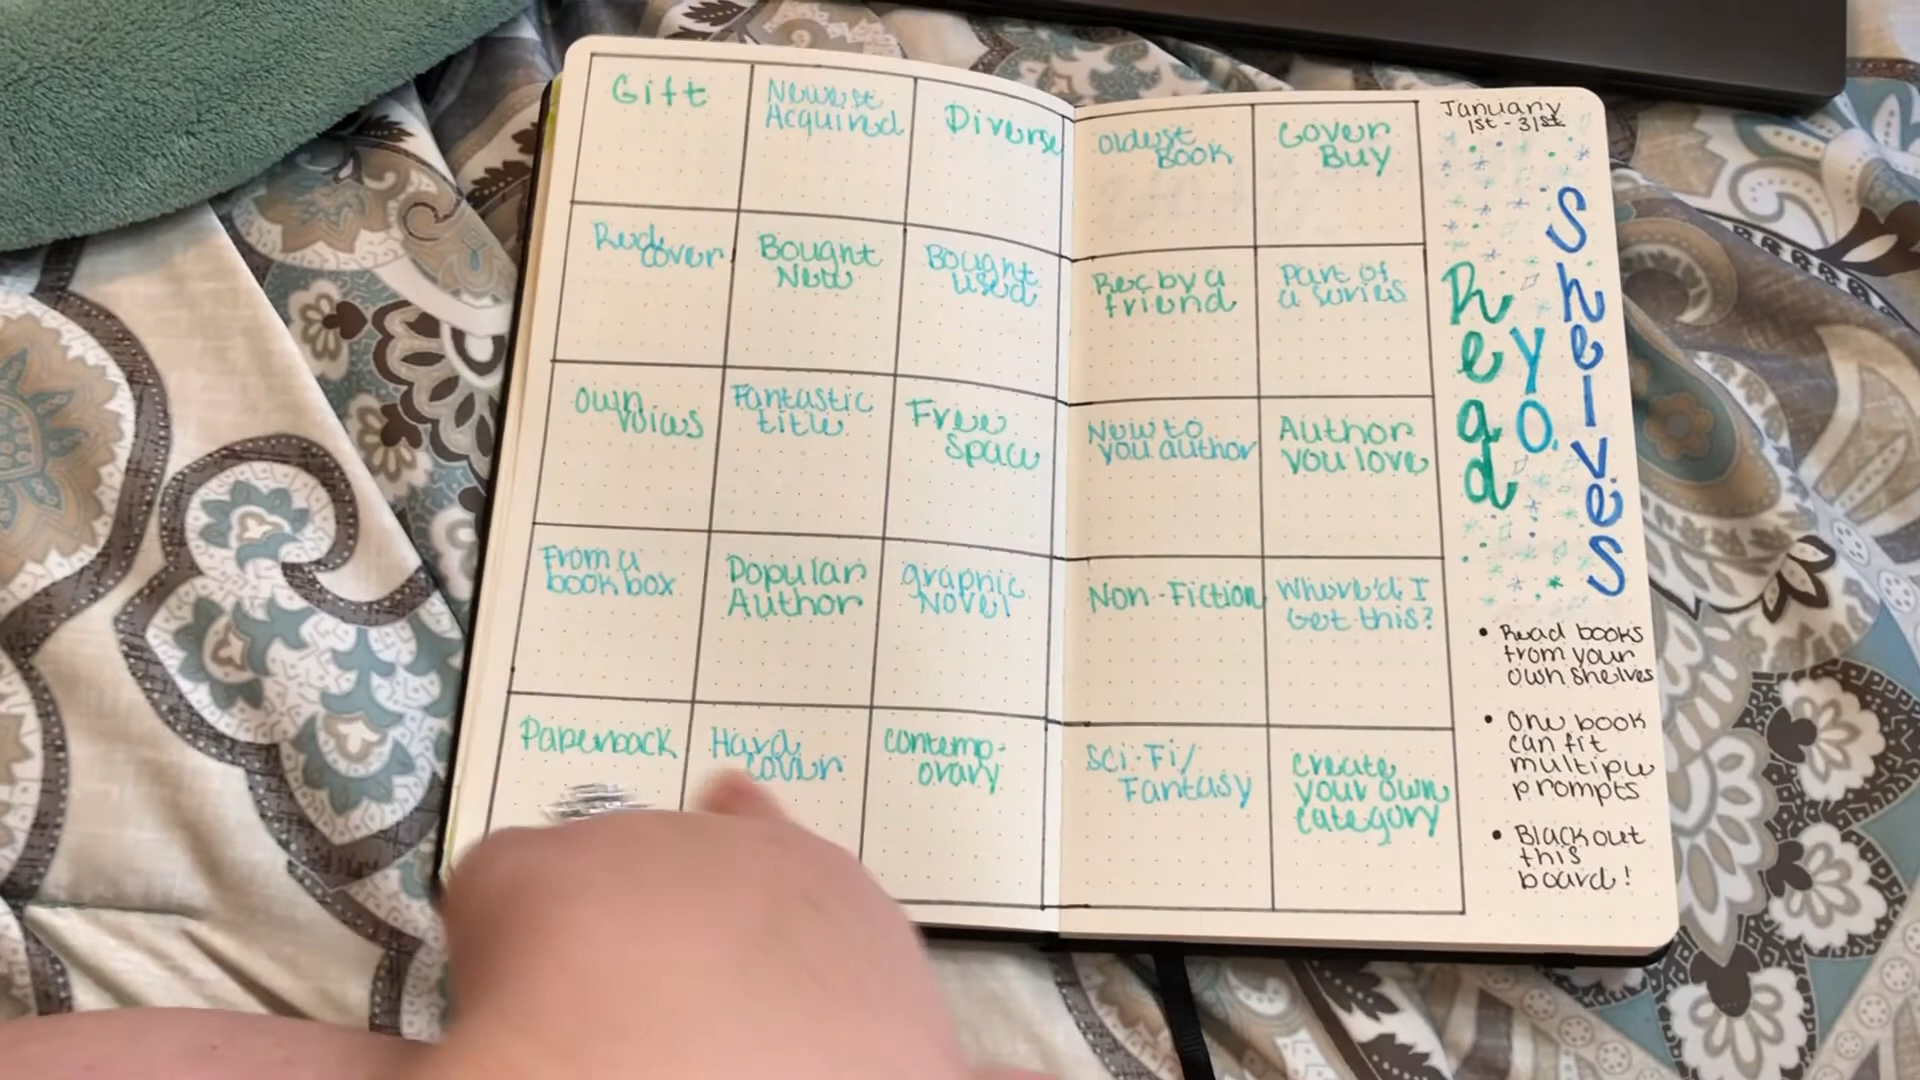 Gift
Newest
Acquired
Diverse
Oldest
Book
Cover
Buy
Red
cover
Bought
New
Bought
used
Rec by a
friend
Part of
a series
own
voices
Fantastic
title
Free
space
New to
you author
Author
you love
From a
book box
Popular
Author
graphic
Novel
Non-Fiction
Where'd I
Get this?
Paperback
Hard
cover
contemp-
orary
Sci-Fi/
Fantasy
create
your own
category
January
1st - 31st
Read
Yo
Shelves
• Read books
from your
own shelves
• One book
can fit
multiple
prompts
• Blackout
this
board!